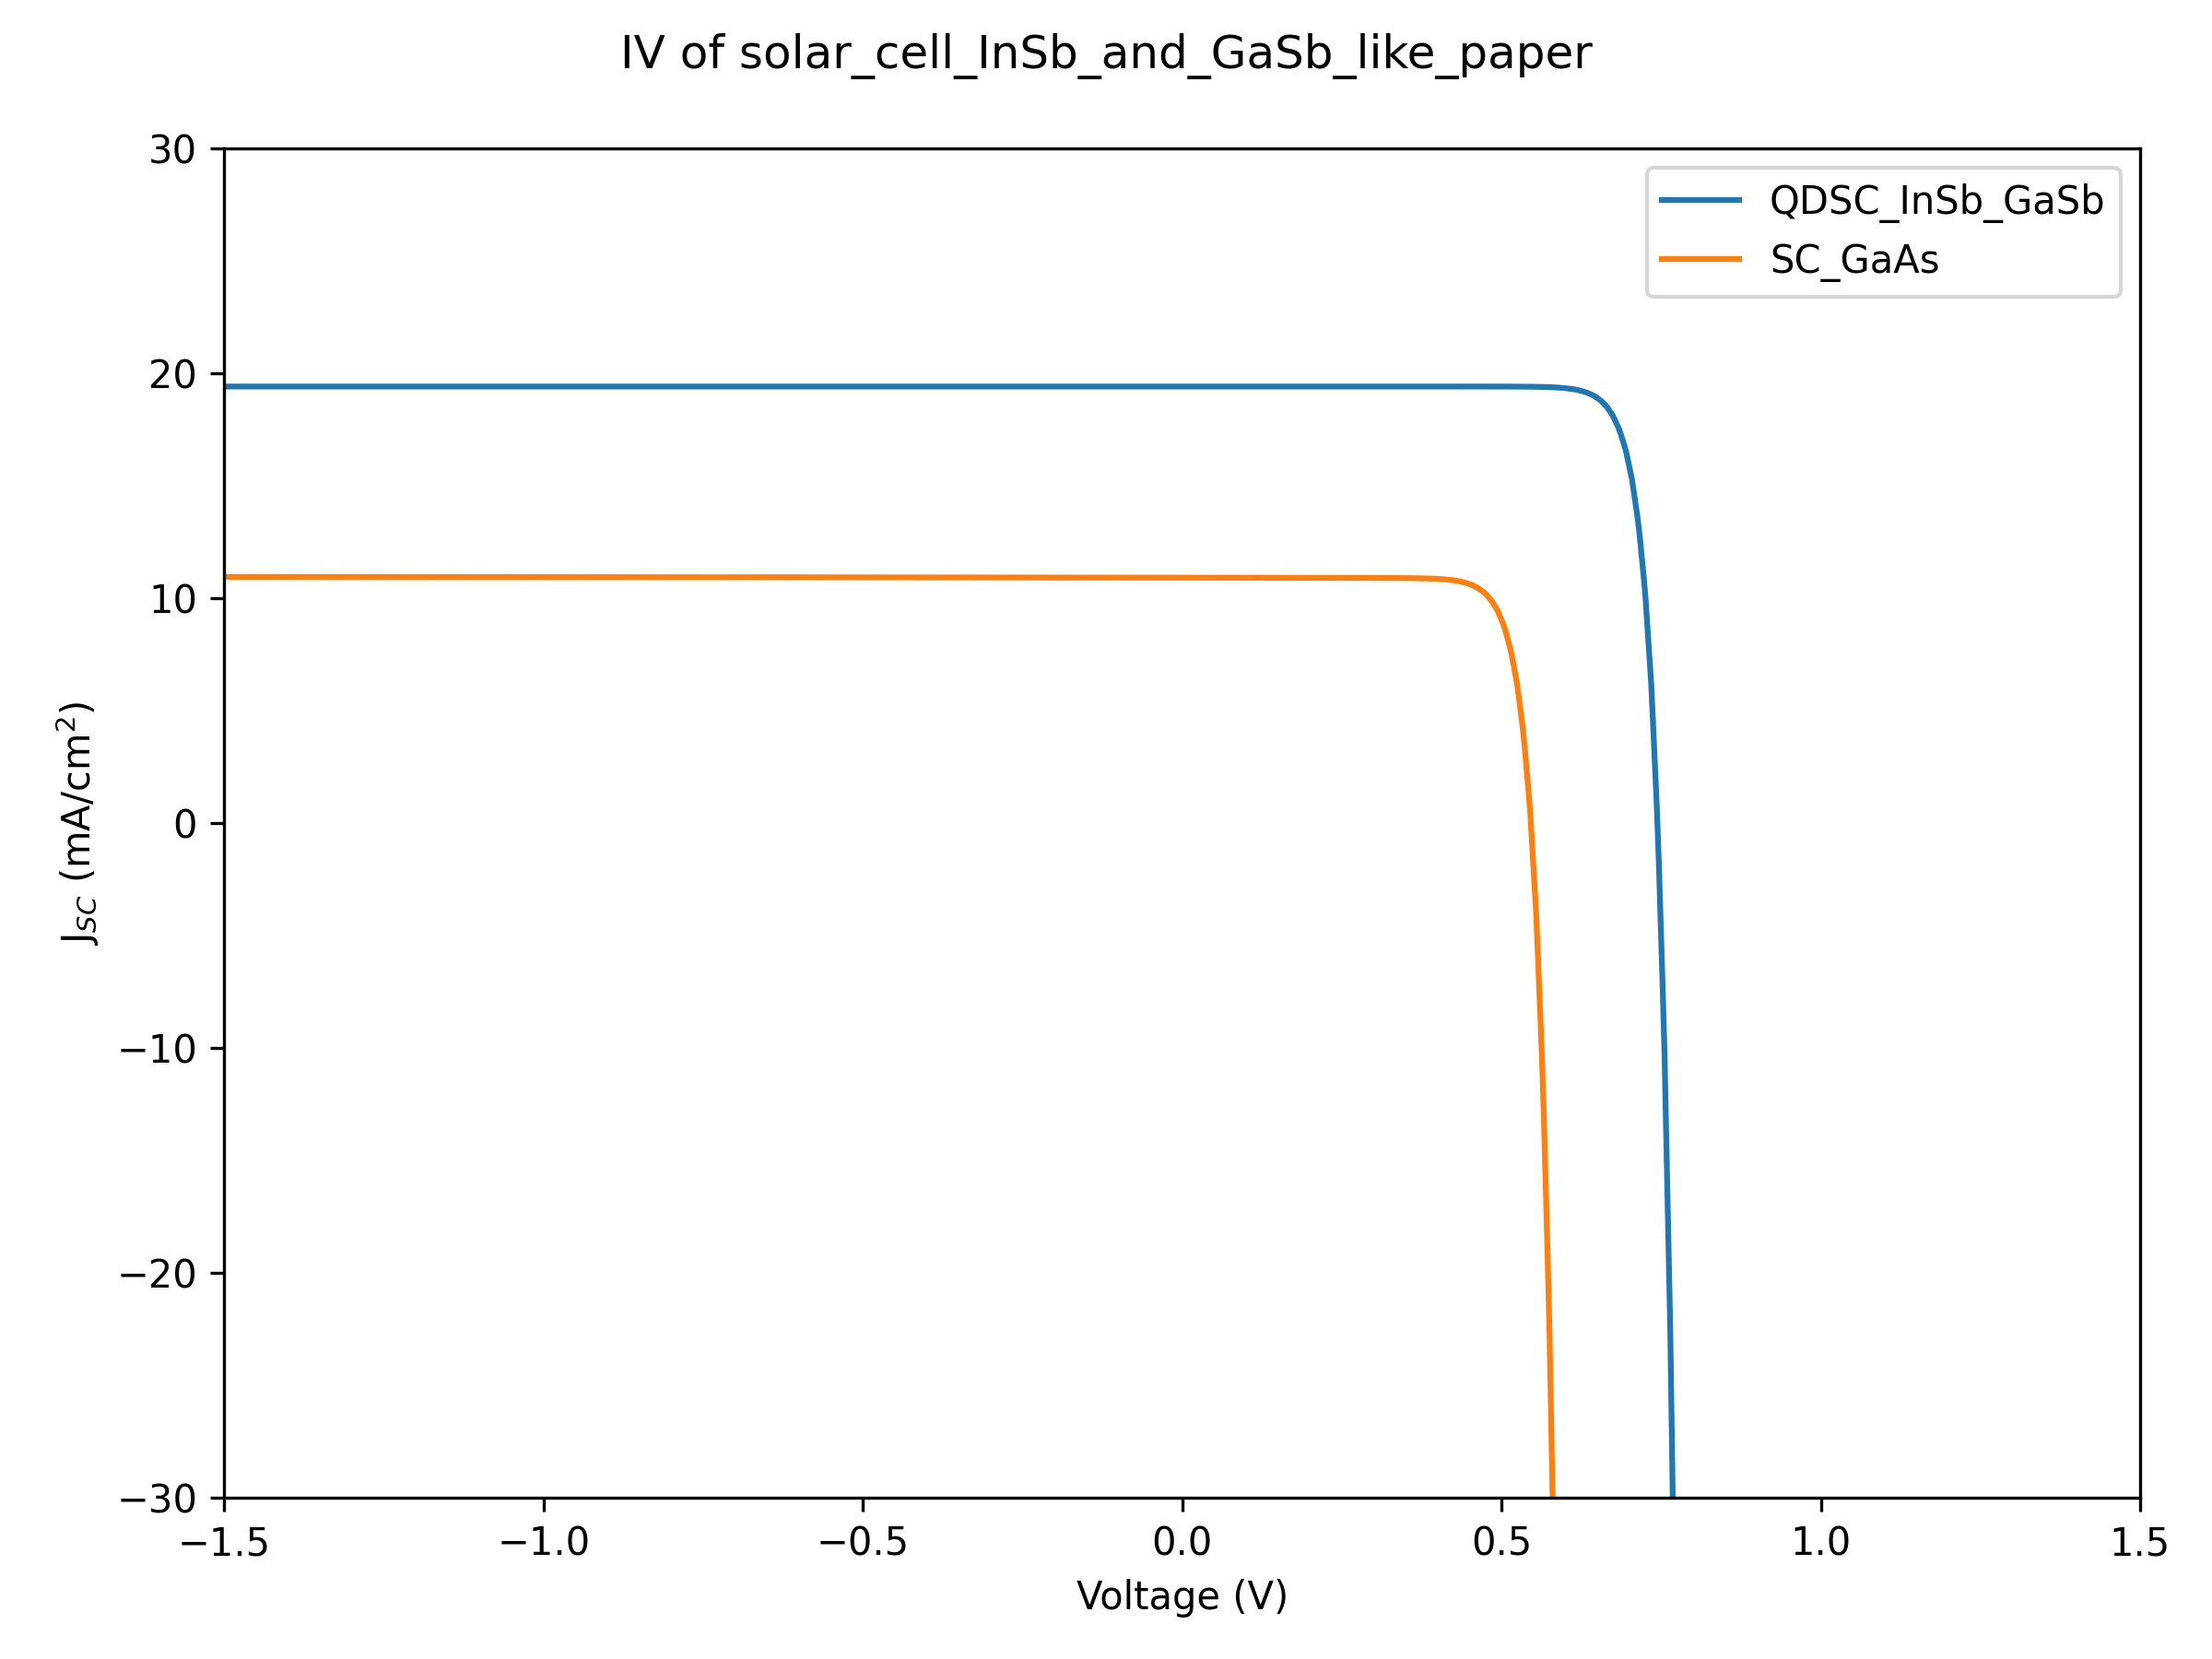 IV of solar_cell_InSb_and_GaSb_like_paper
30
20
10
0
−10
−20
−30
J_SC (mA/cm²)
QDSC_InSb_GaSb
SC_GaAs
−1.5 −1.0 −0.5 0.0 0.5 1.0 1.5
Voltage (V)